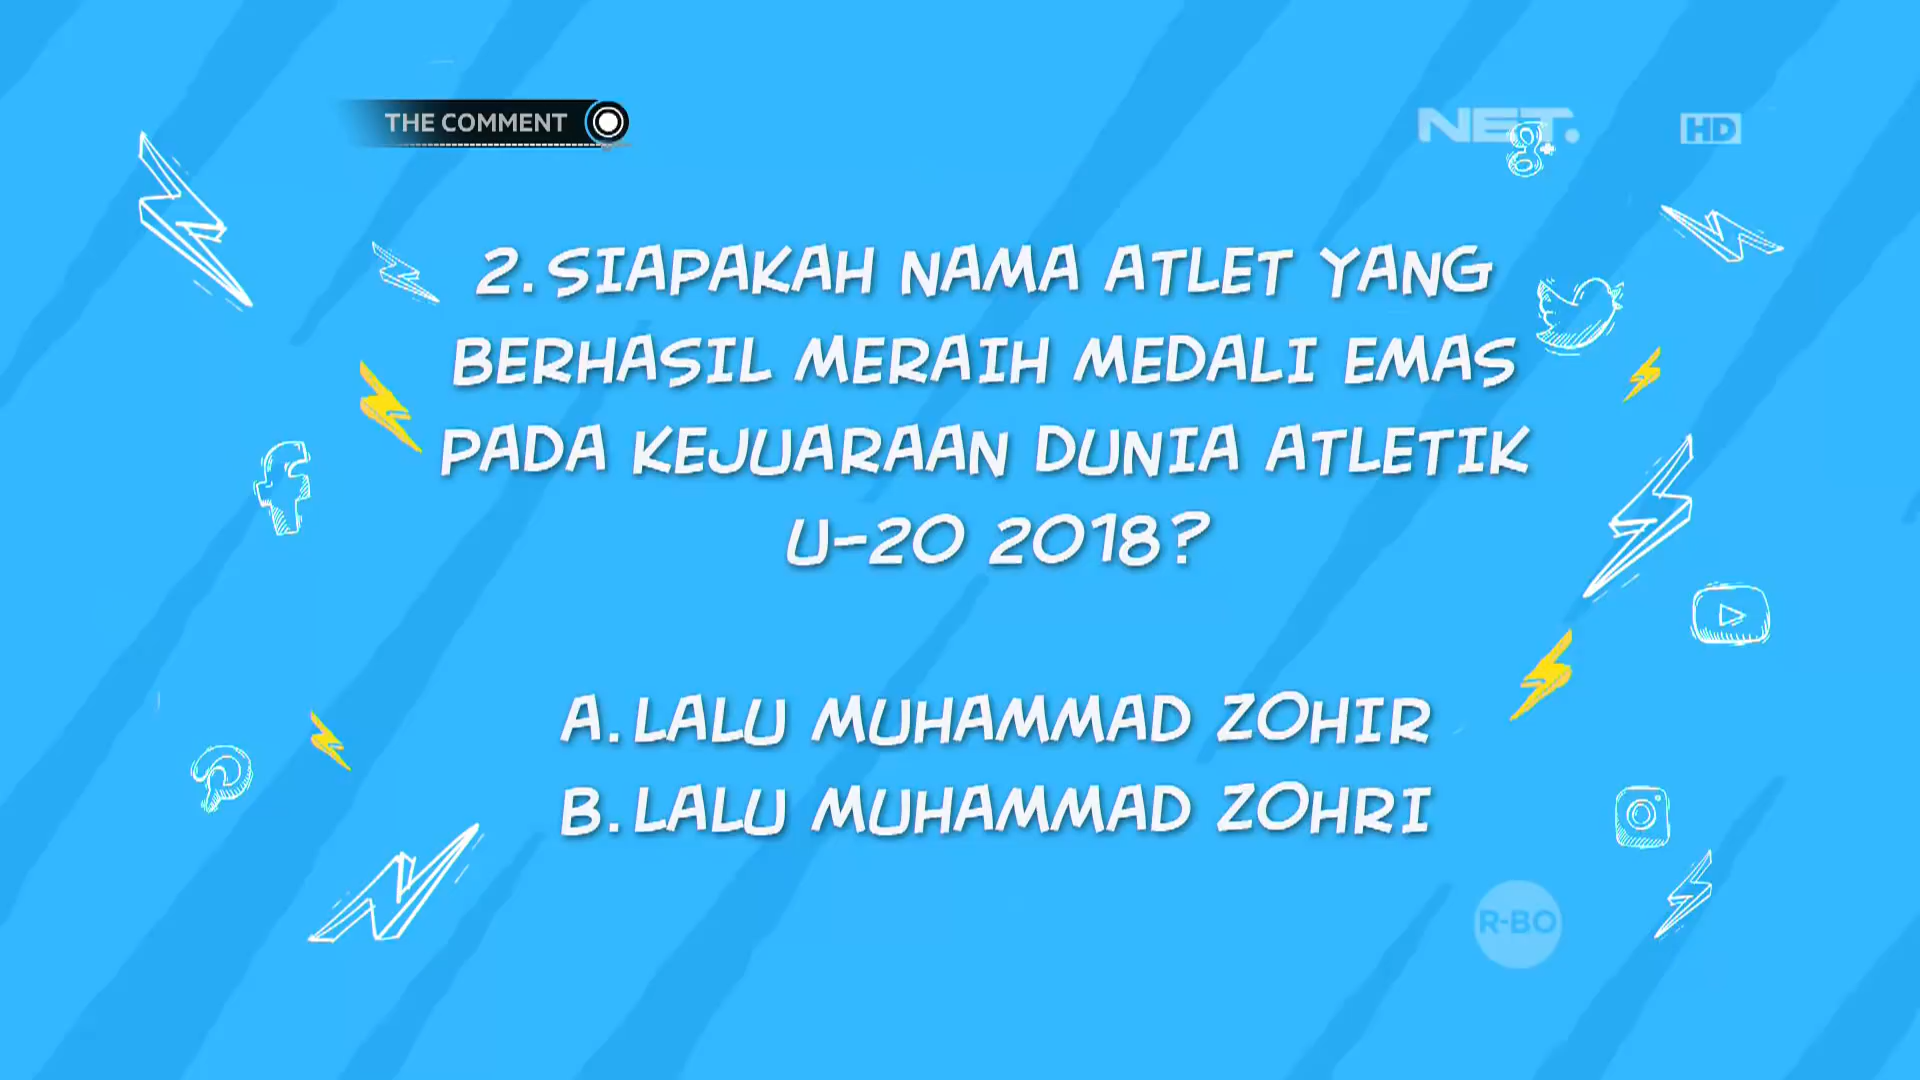 THE COMMENT
NET.
HD
2. SIAPAKAH NAMA ATLET YANG
BERHASIL MERAIH MEDALI EMAS
PADA KEJUARAAN DUNIA ATLETIK
U-20 2018?
A. LALU MUHAMMAD ZOHIR
B. LALU MUHAMMAD ZOHRI
R-BO